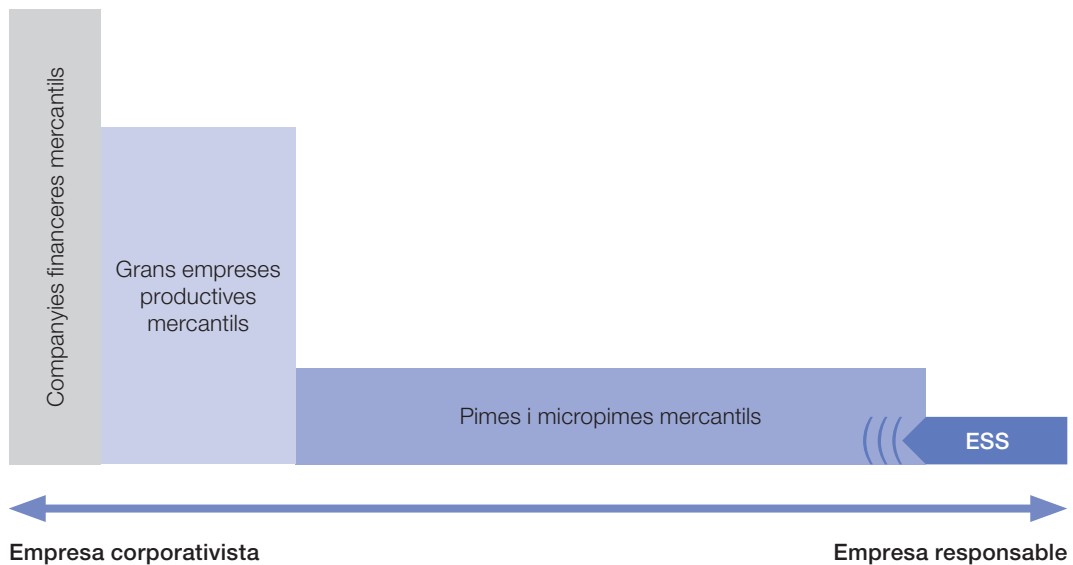 Companyies financeres mercantils
Grans empreses
productives
mercantils
Pimes i micropimes mercantils
ESS
Empresa corporativista
Empresa responsable